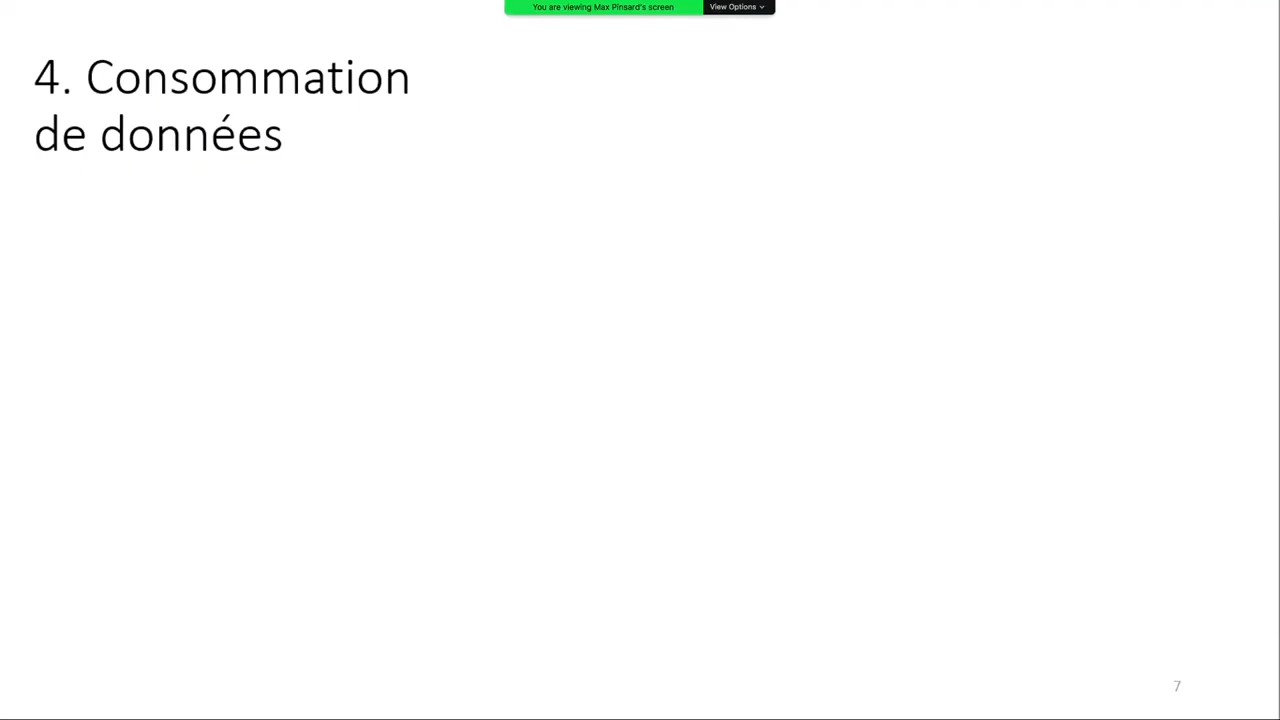 You are viewing Max Pinsard's screen
View Options
4. Consommation
de données
7